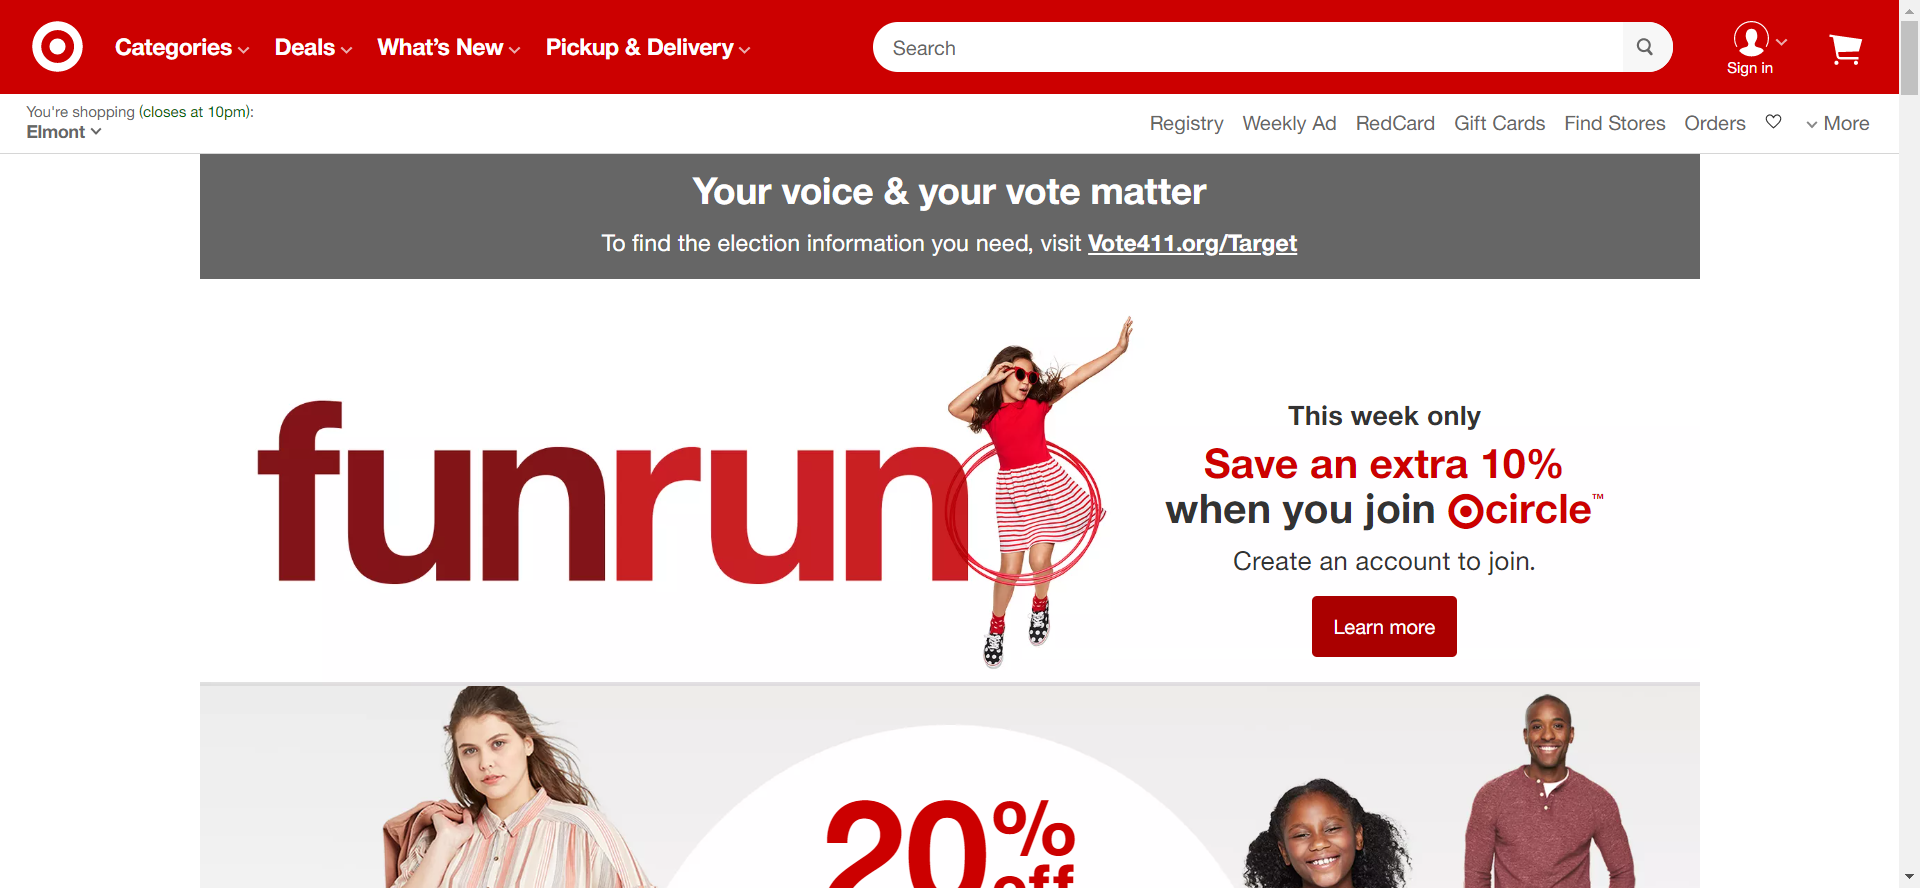 Categories Deals What's New Pickup & Delivery Search Sign in
You're shopping (closes at 10pm):
Elmont
Registry Weekly Ad RedCard Gift Cards Find Stores Orders More
Your voice & your vote matter
To find the election information you need, visit Vote411.org/Target
funrun
This week only
Save an extra 10%
when you join circle™
Create an account to join.
Learn more
20%
off